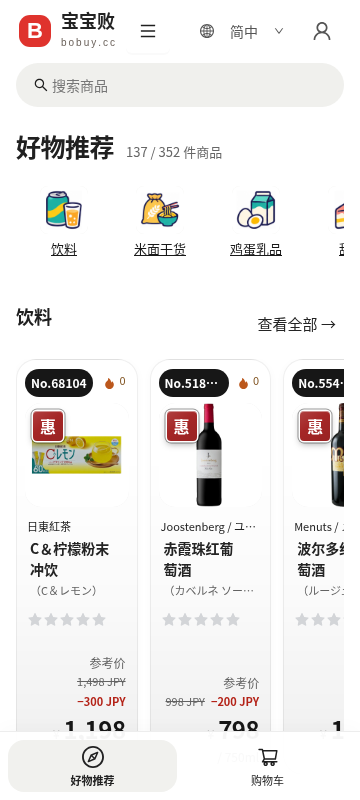 B 宝宝购
bobuy.cc
简中
搜索商品
好物推荐 137 / 352 件商品
饮料 米面干货 鸡蛋乳品
饮料
查看全部 →
No.68104 0 No.518··· 0 No.554
惠 惠 惠
日東紅茶 Joostenberg / ユ··· Menuts /
C＆柠檬粉末 赤霞珠红葡 波尔多
冲饮 萄酒 萄酒
（C＆レモン） （カベルネ ソー··· （ルージュ
参考价
1,498 JPY 参考价
−300 JPY 998 JPY −200 JPY
1,198 798
好物推荐 购物车